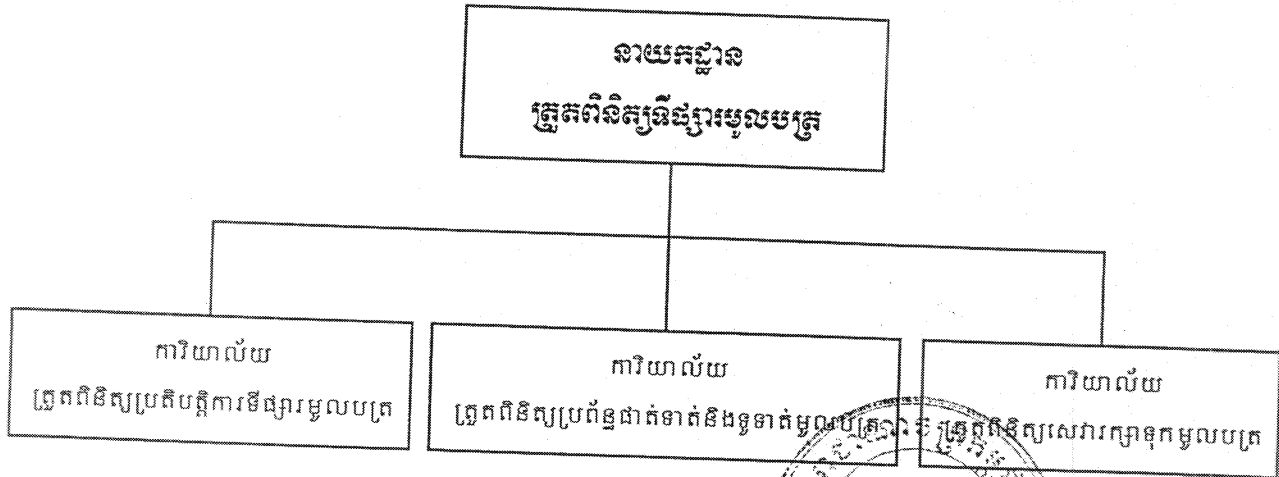 នាយកដ្ឋាន
ត្រួតពិនិត្យទីផ្សារមូលបត្រ
ការិយាល័យ
ត្រួតពិនិត្យប្រតិបត្តិការទីផ្សារមូលបត្រ
ការិយាល័យ
ត្រួតពិនិត្យប្រព័ន្ធផាត់ទាត់និងទូទាត់មូលបត្រ
ការិយាល័យ
ត្រួតពិនិត្យសេវារក្សាទុកមូលបត្រ